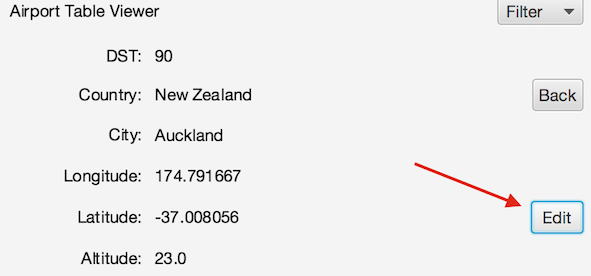 Airport Table Viewer Filter
DST: 90
Country: New Zealand Back
City: Auckland
Longitude: 174.791667
Latitude: -37.008056 Edit
Altitude: 23.0